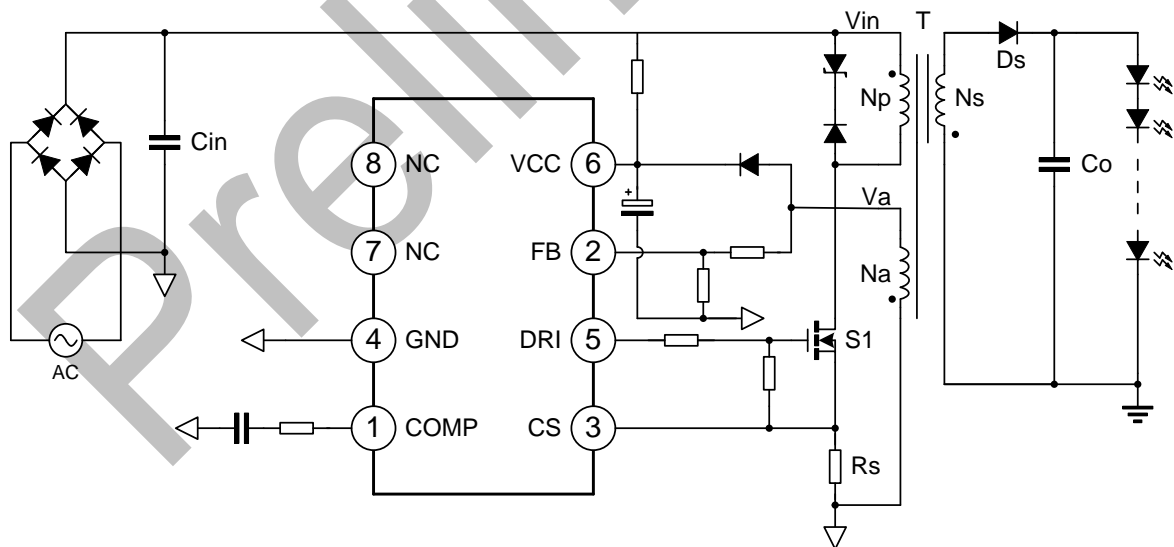 Vin T
Ds
Np Ns
Cin
8 NC VCC 6
+
Co
Va
7 NC FB 2
Na
4 GND DRI 5
S1
AC
1 COMP CS 3
Rs
Prelin